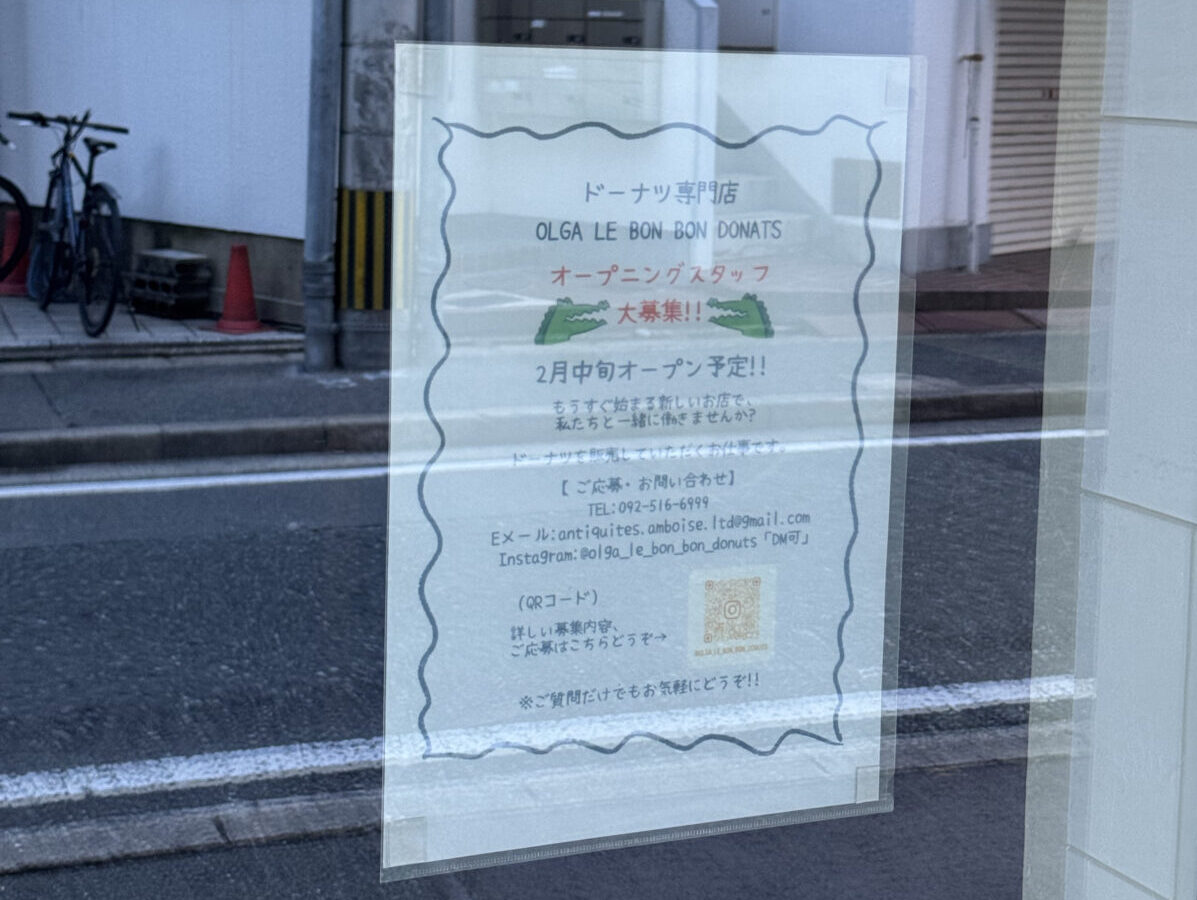 ドーナツ専門店
OLGA LE BON BON DONATS
オープニングスタッフ
大募集!!
2月中旬オープン予定!!
もうすぐ始まる新しいお店で、
私たちと一緒に働きませんか?
ドーナツを販売していただくお仕事です。
【ご応募・お問い合わせ】
TEL:092-516-6999
Eメール:antiquites.amboise.ltd@gmail.com
Instagram:@olga_le_bon_bon_donuts「DM可」
(QRコード)
詳しい募集内容、
ご応募はこちらどうぞ→
OLGA_LE_BON_BON_DONUTS
※ご質問だけでもお気軽にどうぞ!!